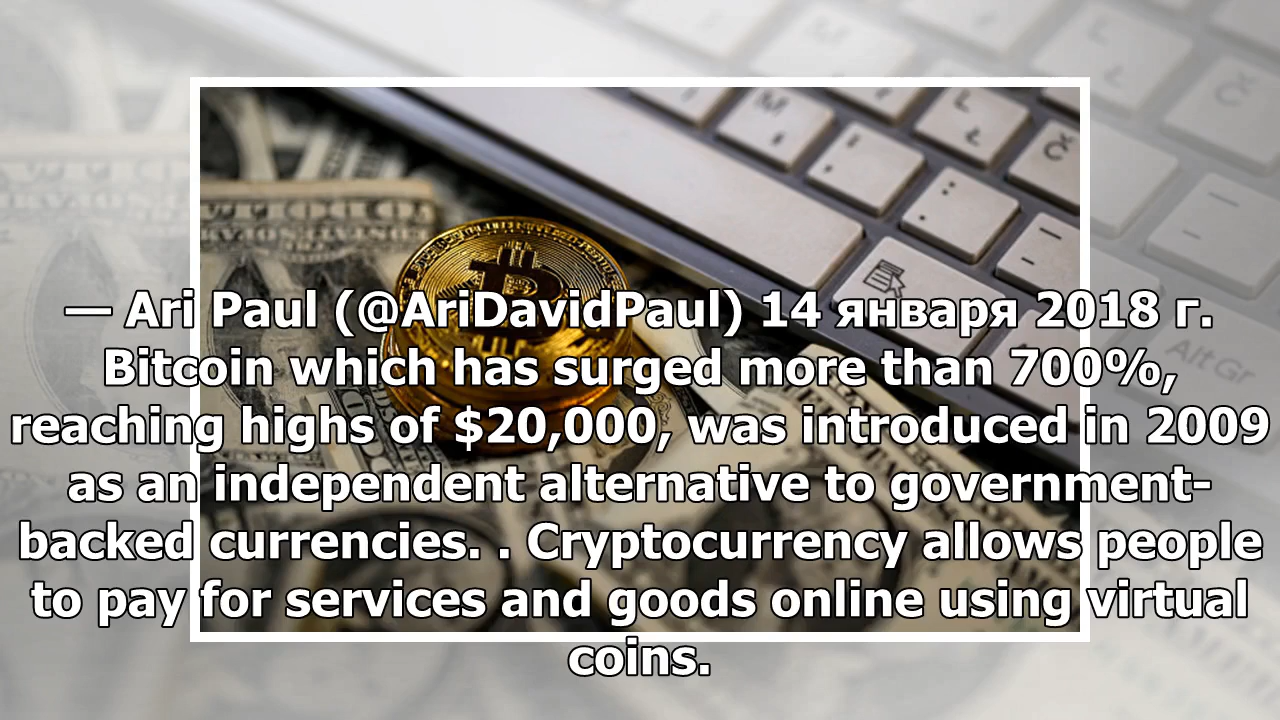 — Ari Paul (@AriDavidPaul) 14 января 2018 г.
Bitcoin which has surged more than 700%,
reaching highs of $20,000, was introduced in 2009
as an independent alternative to government-
backed currencies. . Cryptocurrency allows people
to pay for services and goods online using virtual
coins.
Alt Gr